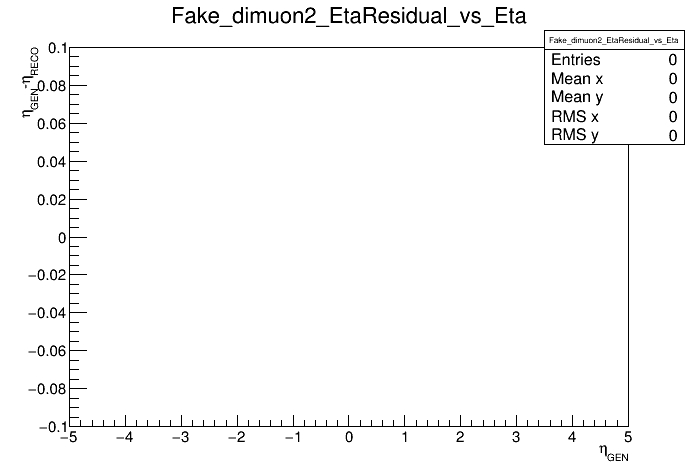 Fake_dimuon2_EtaResidual_vs_Eta
Fake_dimuon2_EtaResidual_vs_Eta
Entries 0
Mean x 0
Mean y 0
RMS x 0
RMS y 0
ηGEN-ηRECO
0.1
0.08
0.06
0.04
0.02
0
−0.02
−0.04
−0.06
−0.08
−0.1
−5 −4 −3 −2 −1 0 1 2 3 4 5
ηGEN